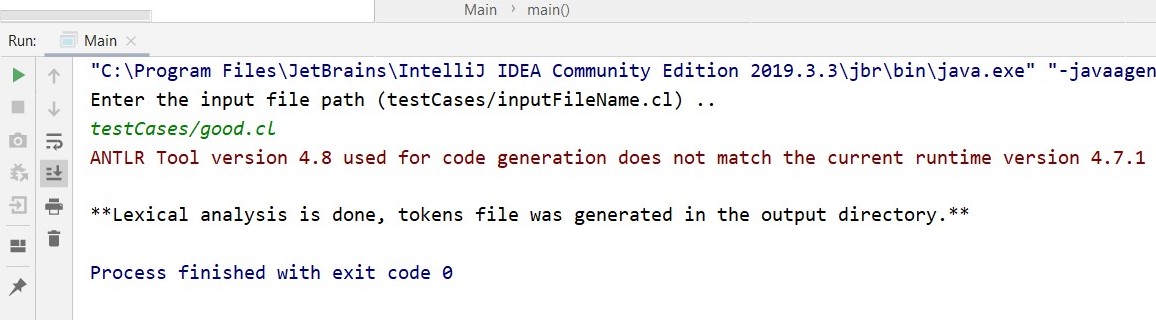 Main › main()
Run: Main ×
"C:\Program Files\JetBrains\IntelliJ IDEA Community Edition 2019.3.3\jbr\bin\java.exe" "-javaagen
Enter the input file path (testCases/inputFileName.cl) ..
testCases/good.cl
ANTLR Tool version 4.8 used for code generation does not match the current runtime version 4.7.1
**Lexical analysis is done, tokens file was generated in the output directory.**
Process finished with exit code 0